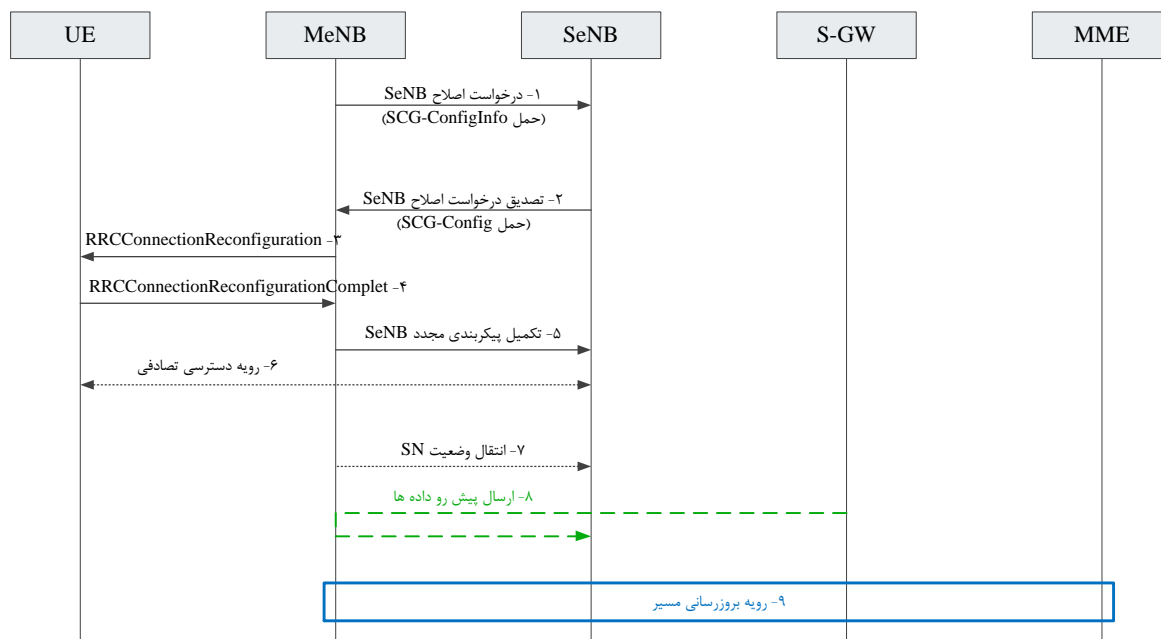 UE
MeNB
SeNB
S-GW
MME
۱- درخواست اصلاح SeNB
(حمل SCG-ConfigInfo)
۲- تصدیق درخواست اصلاح SeNB
(حمل SCG-Config)
۳- RRCConnectionReconfiguration
۴- RRCConnectionReconfigurationComplet
۵- تکمیل پیکربندی مجدد SeNB
۶- رویه دسترسی تصادفی
۷- انتقال وضعیت SN
۸- ارسال پیش رو داده ها
۹- رویه بروزرسانی مسیر